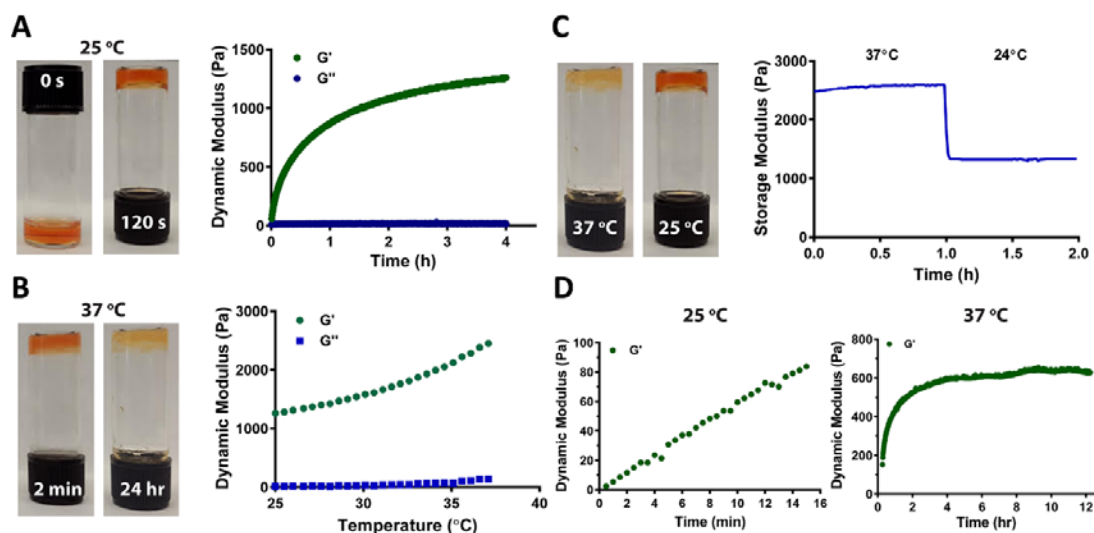 A
25 °C
0 s
120 s
Dynamic Modulus (Pa)
1500
1000
500
0
G'
G"
0
1
2
3
4
5
Time (h)
C
37 °C
25 °C
Storage Modulus (Pa)
3000
2000
1000
0
37°C
24°C
0.0
0.5
1.0
1.5
2.0
Time (h)
B
37 °C
2 min
24 hr
Dynamic Modulus (Pa)
3000
2000
1000
0
G'
G"
25
30
35
40
Temperature (°C)
D
25 °C
Dynamic Modulus (Pa)
100
80
60
40
20
0
G'
0
2
4
6
8
10
12
14
16
Time (min)
37 °C
Dynamic Modulus (Pa)
800
600
400
200
0
G'
0
2
4
6
8
10
12
Time (hr)